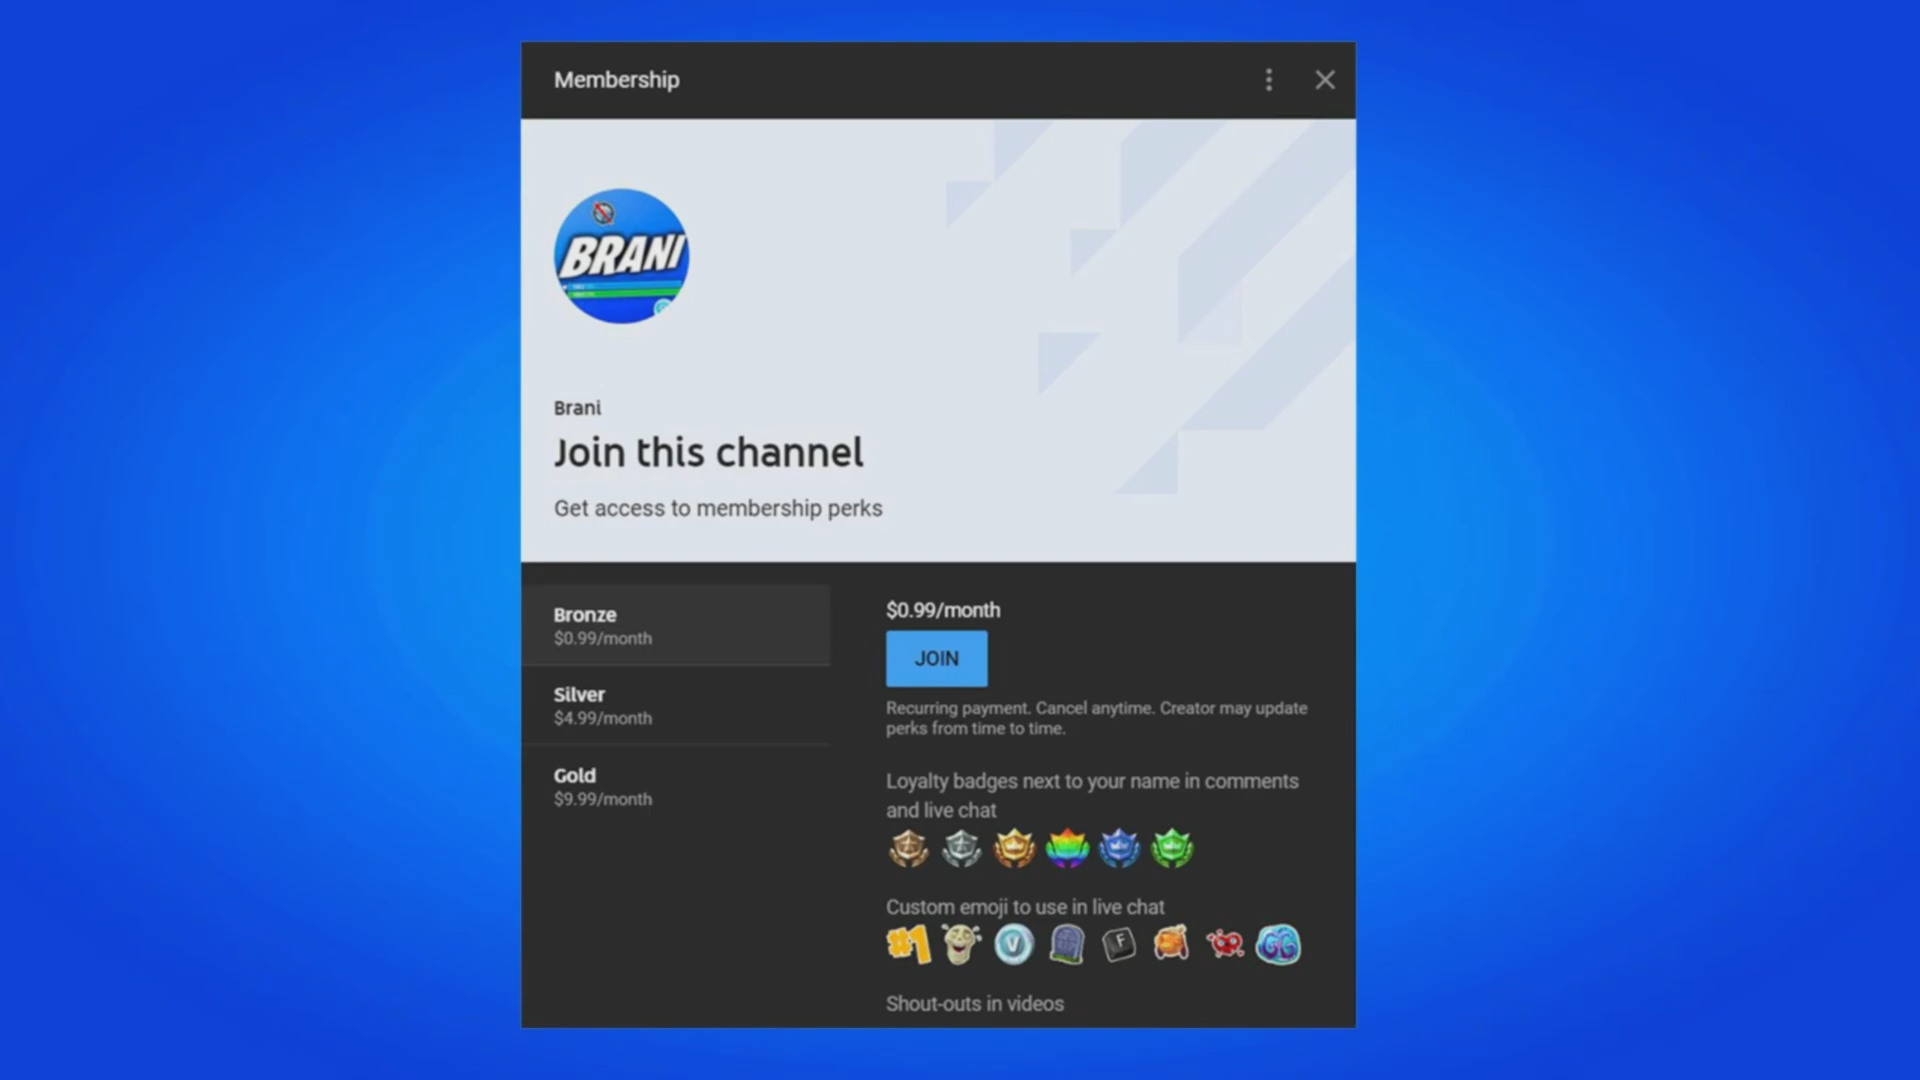 Membership
BRANI
Brani
Join this channel
Get access to membership perks
Bronze
$0.99/month
Silver
$4.99/month
Gold
$9.99/month
$0.99/month
JOIN
Recurring payment. Cancel anytime. Creator may update
perks from time to time.
Loyalty badges next to your name in comments
and live chat
Custom emoji to use in live chat
#1
V
RIP
F
GG
Shout-outs in videos